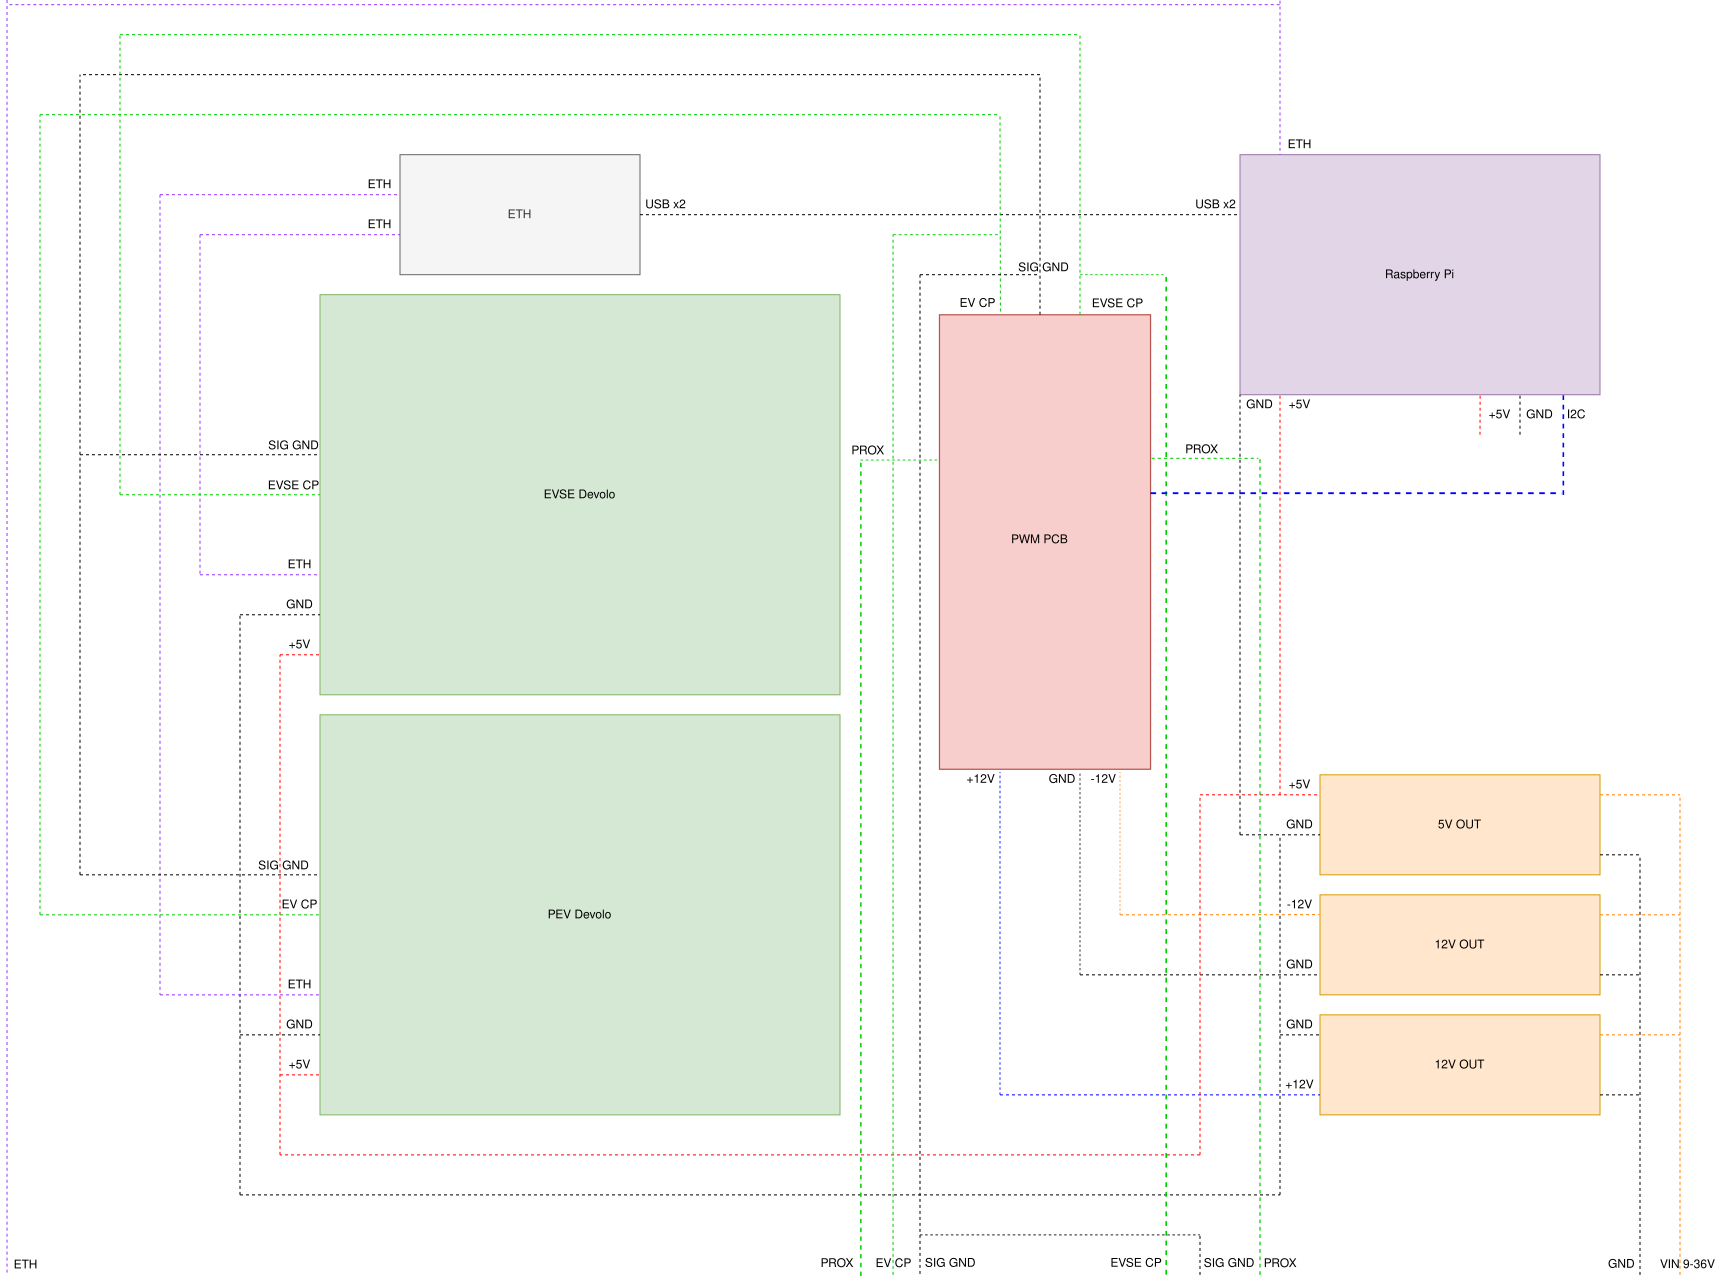 ETH
ETH
ETH
USB x2
USB x2
ETH
ETH
Raspberry Pi
SIG GND
EV CP
EVSE CP
GND
+5V
+5V
GND
I2C
SIG GND
PROX
PROX
EVSE CP
EVSE Devolo
PWM PCB
ETH
GND
+5V
+12V
GND
-12V
+5V
GND
5V OUT
SIG GND
EV CP
PEV Devolo
-12V
12V OUT
GND
ETH
GND
GND
+5V
12V OUT
+12V
ETH
PROX
EV CP
SIG GND
EVSE CP
SIG GND
PROX
GND
VIN 9-36V